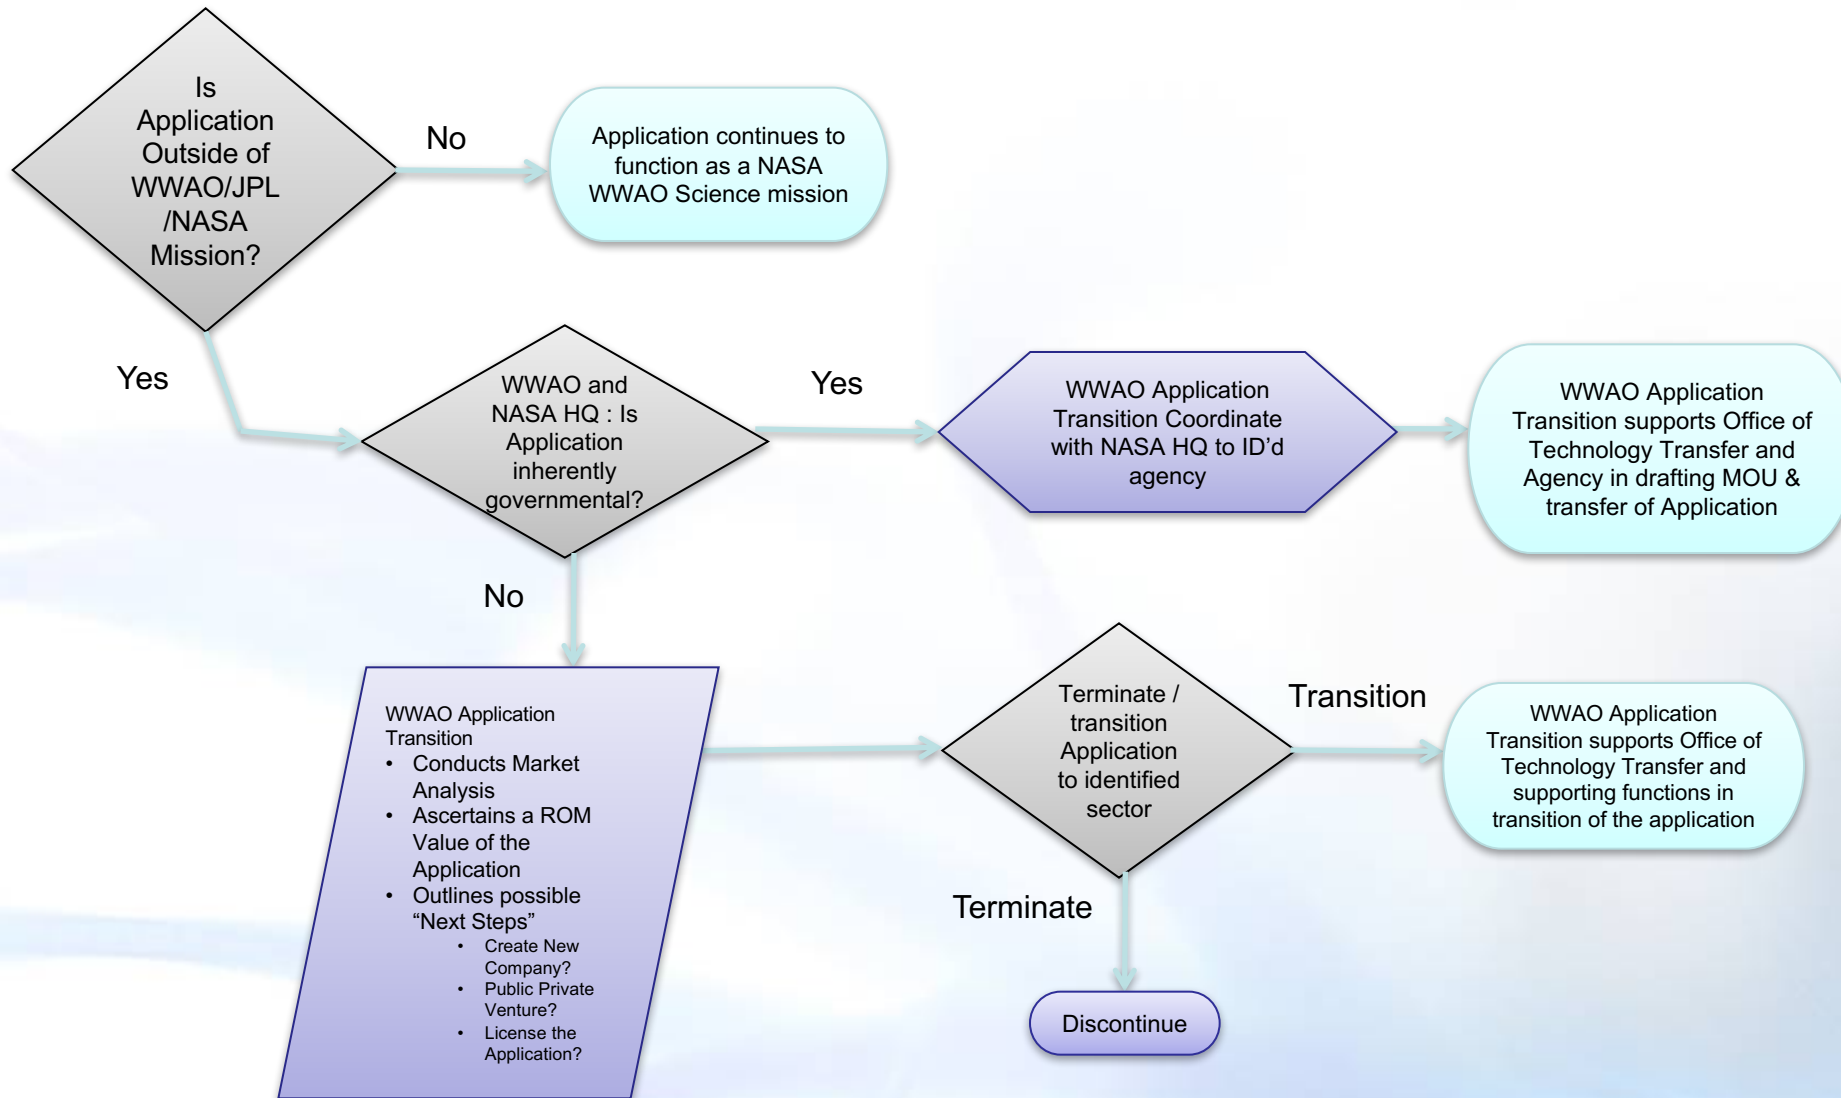 Is
Application
Outside of
WWAO/JPL
/NASA
Mission?
No
Application continues to
function as a NASA
WWAO Science mission
Yes
WWAO and
NASA HQ : Is
Application
inherently
governmental?
Yes
WWAO Application
Transition Coordinate
with NASA HQ to ID’d
agency
WWAO Application
Transition supports Office of
Technology Transfer and
Agency in drafting MOU &
transfer of Application
No
WWAO Application
Transition
• Conducts Market
Analysis
• Ascertains a ROM
Value of the
Application
• Outlines possible
“Next Steps”
• Create New
Company?
• Public Private
Venture?
• License the
Application?
Terminate /
transition
Application
to identified
sector
Transition
WWAO Application
Transition supports Office of
Technology Transfer and
supporting functions in
transition of the application
Terminate
Discontinue